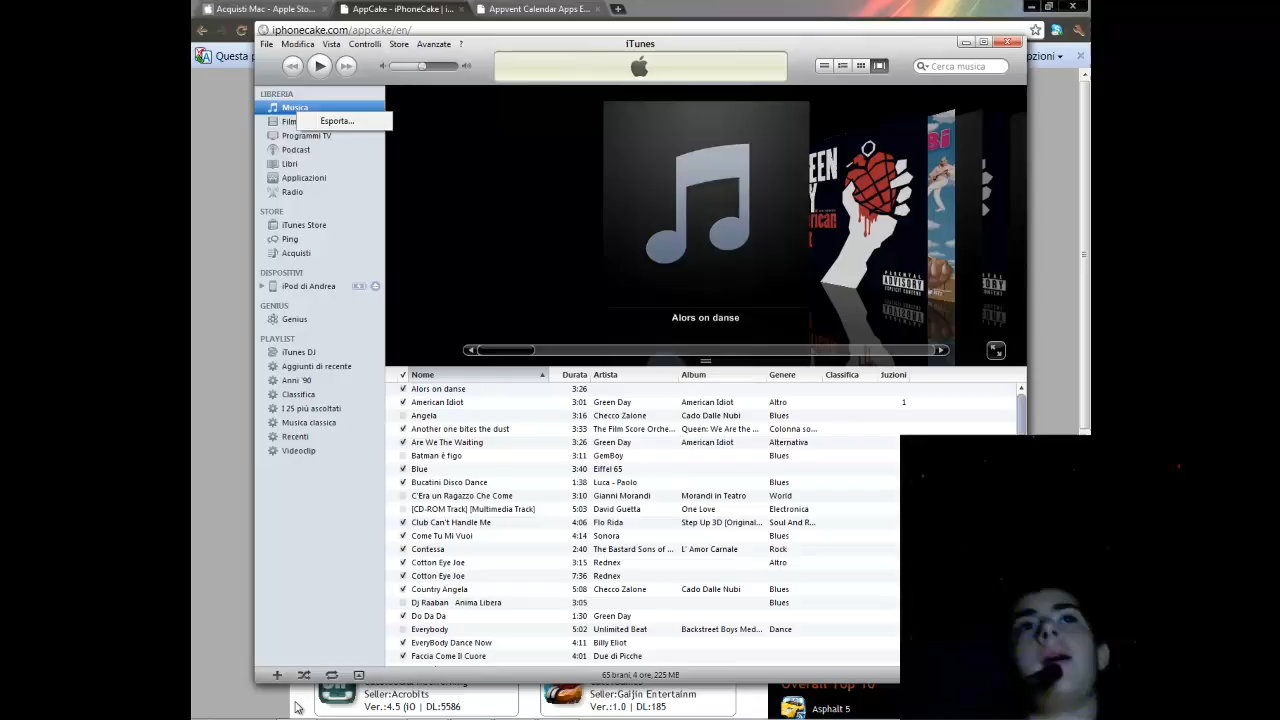 Acquisti Mac - Apple Sto...
AppCake - iPhoneCake | i...
Appvent Calendar Apps E...
iphonecake.com/appcake/en/
Questa p
pzioni
iTunes
File Modifica Vista Controlli Store Avanzate ?
Cerca musica
LIBRERIA
Musica
Esporta...
Film
Programmi TV
Podcast
Libri
Applicazioni
Radio
STORE
iTunes Store
Ping
Acquisti
DISPOSITIVI
iPod di Andrea
GENIUS
Genius
PLAYLIST
iTunes DJ
Aggiunti di recente
Anni '90
Classifica
I 25 più ascoltati
Musica classica
Recenti
Videoclip
PARENTAL
ADVISORY
Alors on danse
Nome Durata Artista Album Genere Classifica duzioni
Alors on danse 3:26
American Idiot 3:01 Green Day American Idiot Altro 1
Angela 3:16 Checco Zalone Cado Dalle Nubi Blues
Another one bites the dust 3:33 The Film Score Orche... Queen: We Are the ... Colonna so...
Are We The Waiting 3:26 Green Day American Idiot Alternativa
Batman è figo 3:11 GemBoy Blues
Blue 3:40 Eiffel 65
Bucatini Disco Dance 1:38 Luca - Paolo Blues
C'Era un Ragazzo Che Come 3:10 Gianni Morandi Morandi in Teatro World
[CD-ROM Track] [Multimedia Track] 5:03 David Guetta One Love Electronica
Club Can't Handle Me 4:06 Flo Rida Step Up 3D [Original... Soul And R...
Come Tu Mi Vuoi 4:14 Sonora Blues
Contessa 2:40 The Bastard Sons of ... L' Amor Carnale Rock
Cotton Eye Joe 3:15 Rednex Altro
Cotton Eye Joe 7:36 Rednex
Country Angela 5:08 Checco Zalone Cado Dalle Nubi Blues
Dj Raaban Anima Libera 3:05 Blues
Do Da Da 1:30 Green Day
Everybody 5:02 Unlimited Beat Backstreet Boys Med... Dance
EveryBody Dance Now 4:11 Billy Eliot
Faccia Come Il Cuore 4:01 Due di Picche
65 brani, 4 ore, 225 MB
Seller:Acrobits
Ver.:4.5 (IO | DL:5586
Seller:Gaijin Entertainm
Ver.:1.0 | DL:185
Overall Top 10
Asphalt 5